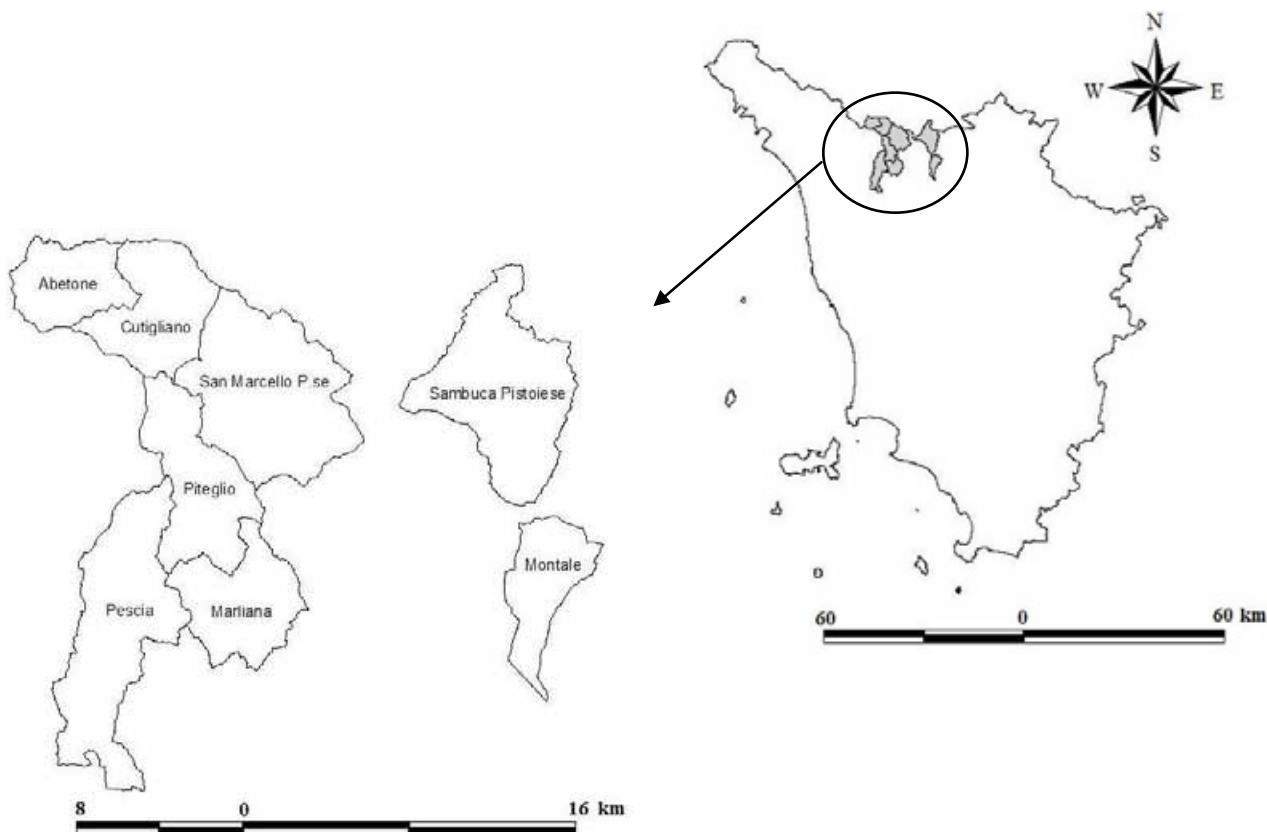 N
W E
S
Abetone
Cutigliano
San Marcello P.se
Sambuca Pistoiese
Piteglio
Montale
Pescia
Marliana
60 0 60 km
8 0 16 km